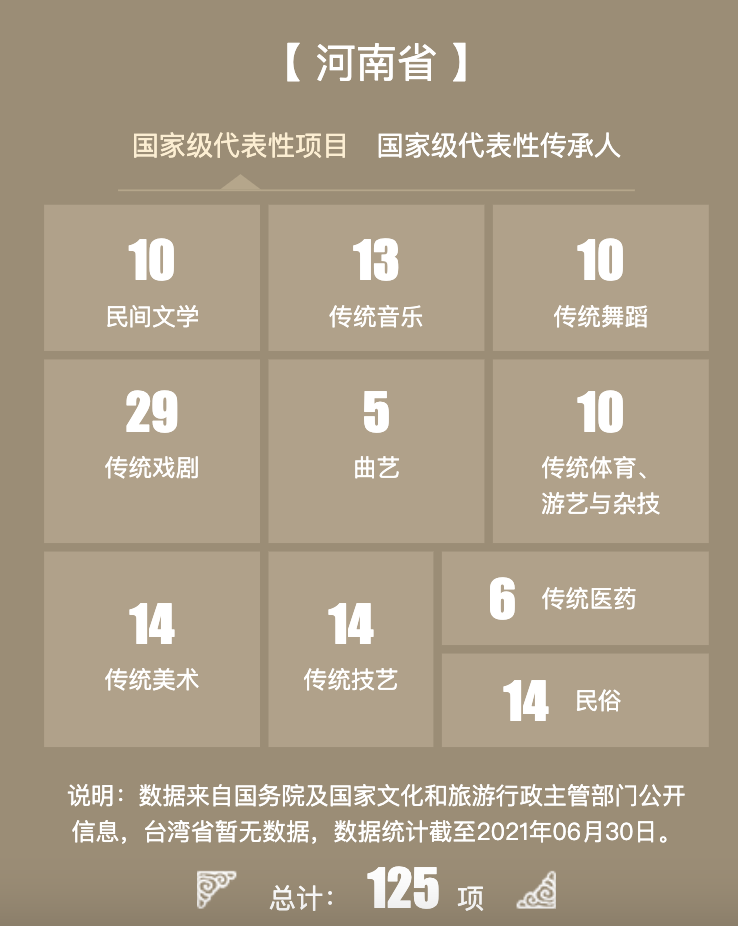 【 河南省 】
国家级代表性项目 国家级代表性传承人
10
民间文学
13
传统音乐
10
传统舞蹈
29
传统戏剧
5
曲艺
10
传统体育、
游艺与杂技
14
传统美术
14
传统技艺
6 传统医药
14 民俗
说明：数据来自国务院及国家文化和旅游行政主管部门公开
信息，台湾省暂无数据，数据统计截至2021年06月30日。
总计： 125 项